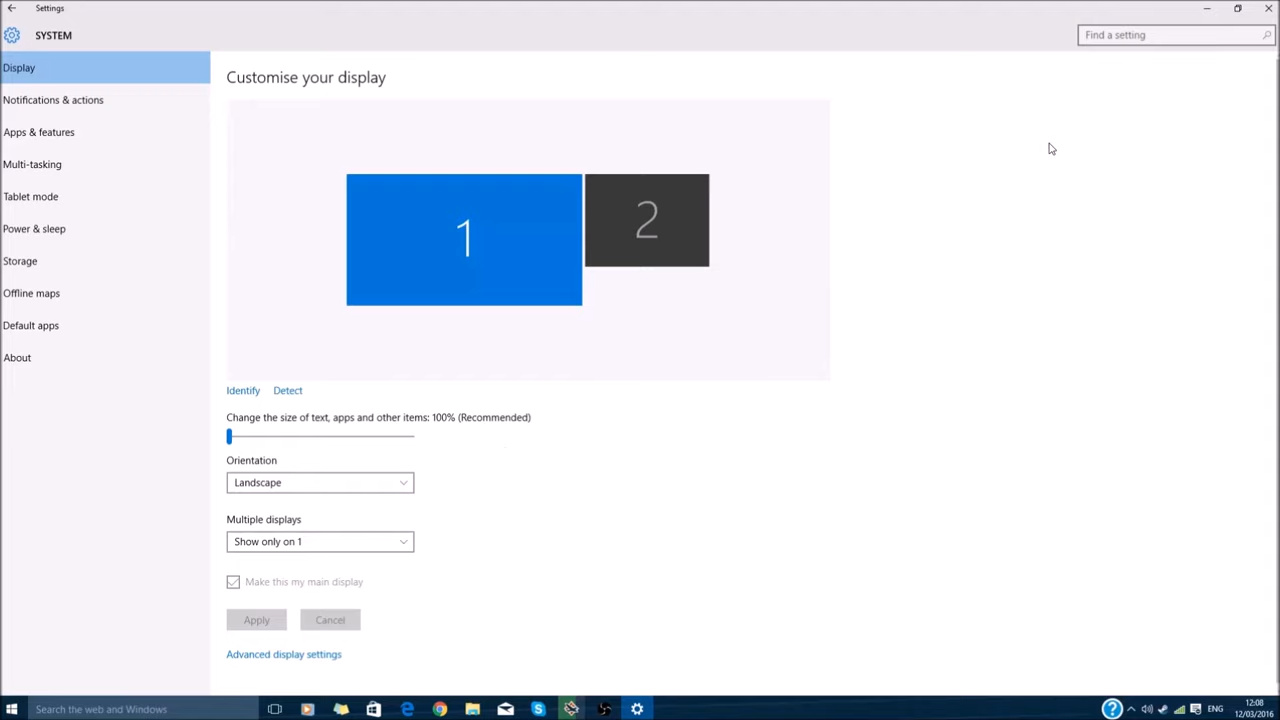 Settings
SYSTEM
Find a setting
Display
Notifications & actions
Apps & features
Multi-tasking
Tablet mode
Power & sleep
Storage
Offline maps
Default apps
About
Customise your display
1
2
Identify Detect
Change the size of text, apps and other items: 100% (Recommended)
Orientation
Landscape
Multiple displays
Show only on 1
Make this my main display
Apply Cancel
Advanced display settings
Search the web and Windows
ENG
12:08
12/03/2016